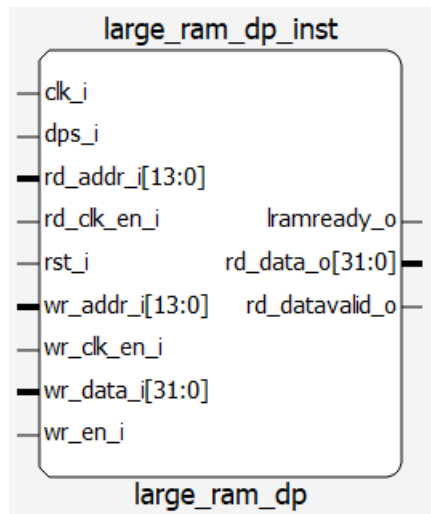 large_ram_dp_inst
clk_i
dps_i
rd_addr_i[13:0]
rd_clk_en_i
lramready_o
rst_i
rd_data_o[31:0]
wr_addr_i[13:0]
rd_datavalid_o
wr_clk_en_i
wr_data_i[31:0]
wr_en_i
large_ram_dp